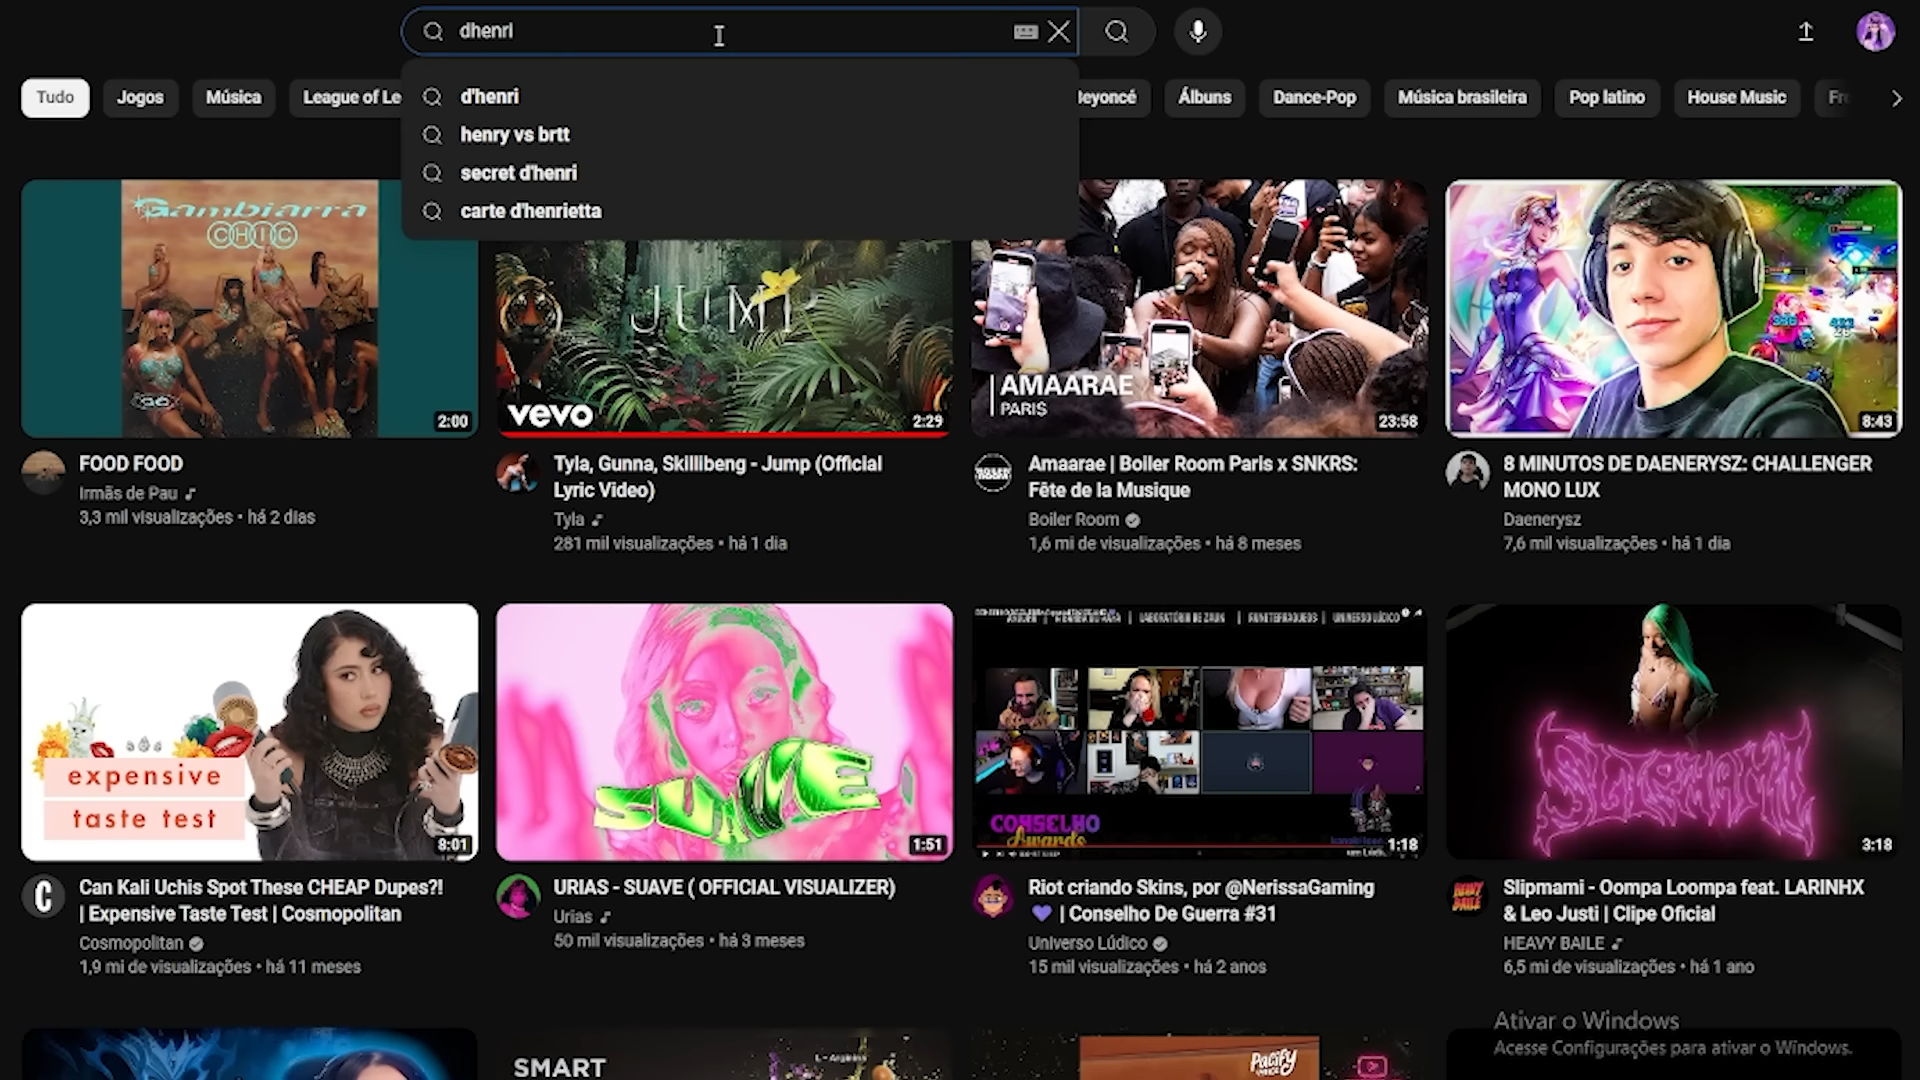 dhenri
Tudo
Jogos
Música
League of Le
Beyoncé
Álbuns
Dance-Pop
Música brasileira
Pop latino
House Music
d'henri
henry vs brtt
secret d'henri
carte d'henrietta
Gambiarra
CHIC
2:00
JUMP
vevo
2:29
AMAARAE
PARIS
23:58
8:43
FOOD FOOD
Irmãs de Pau
3,3 mil visualizações • há 2 dias
Tyla, Gunna, Skillibeng - Jump (Official
Lyric Video)
Tyla
281 mil visualizações • há 1 dia
Amaarae | Boiler Room Paris x SNKRS:
Fête de la Musique
Boiler Room
1,6 mi de visualizações • há 8 meses
8 MINUTOS DE DAENERYSZ: CHALLENGER
MONO LUX
Daenerysz
7,6 mil visualizações • há 1 dia
expensive
taste test
8:01
SUAVE
1:51
LABORATÓRIO DE ZAUN | RUNITERRAQUEOS | UNIVERSO LÚDICO
CONSELHO
Awards
1:18
SLIPMAMI
3:18
Can Kali Uchis Spot These CHEAP Dupes?!
| Expensive Taste Test | Cosmopolitan
Cosmopolitan
1,9 mi de visualizações • há 11 meses
URIAS - SUAVE ( OFFICIAL VISUALIZER)
Urias
50 mil visualizações • há 3 meses
Riot criando Skins, por @NerissaGaming
💜 | Conselho De Guerra #31
Universo Lúdico
15 mil visualizações • há 2 anos
Slipmami - Oompa Loompa feat. LARINHX
& Leo Justi | Clipe Oficial
HEAVY BAILE
6,5 mi de visualizações • há 1 ano
Ativar o Windows
Acesse Configurações para ativar o Windows.
SMART
L - Arginina
Pacify